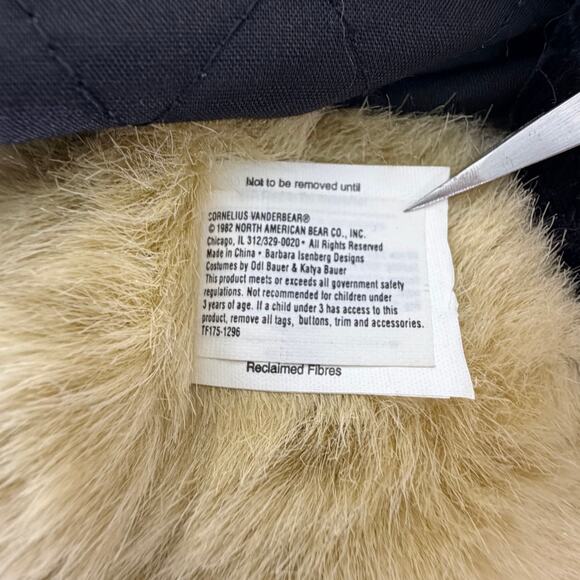 Not to be removed until
CORNELIUS VANDERBEAR®
© 1982 NORTH AMERICAN BEAR CO., INC.
Chicago, IL 312/329-0020 • All Rights Reserved
Made in China • Barbara Isenberg Designs
Costumes by Odl Bauer & Katya Bauer
This product meets or exceeds all government safety
regulations. Not recommended for children under
3 years of age. If a child under 3 has access to this
product, remove all tags, buttons, trim and accessories.
TF175-1296
Reclaimed Fibres